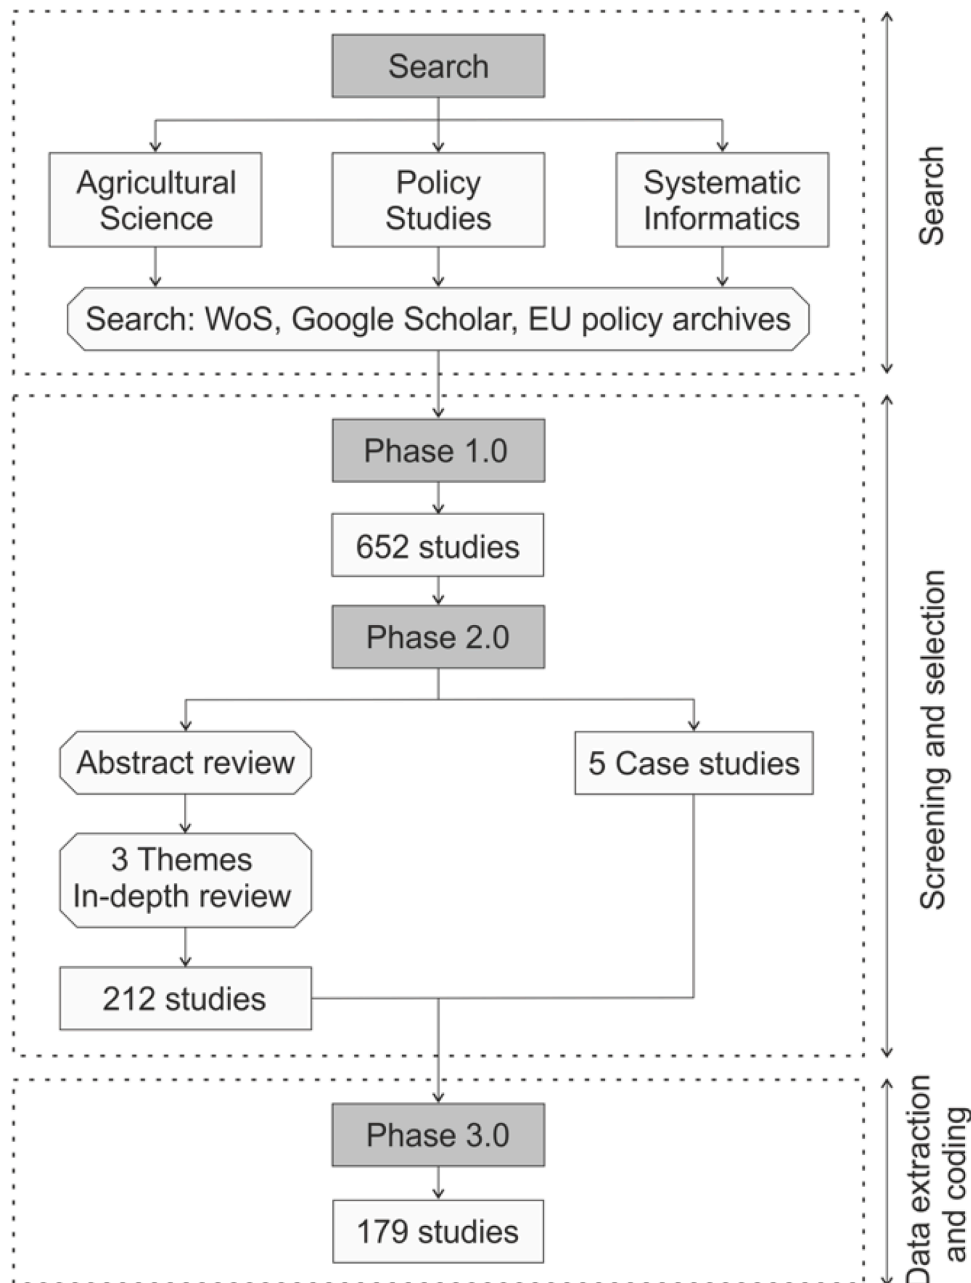 Search
Agricultural
Science
Policy
Studies
Systematic
Informatics
Search: WoS, Google Scholar, EU policy archives
Search
Phase 1.0
652 studies
Phase 2.0
Abstract review
5 Case studies
3 Themes
In-depth review
212 studies
Screening and selection
Phase 3.0
179 studies
Data extraction
and coding